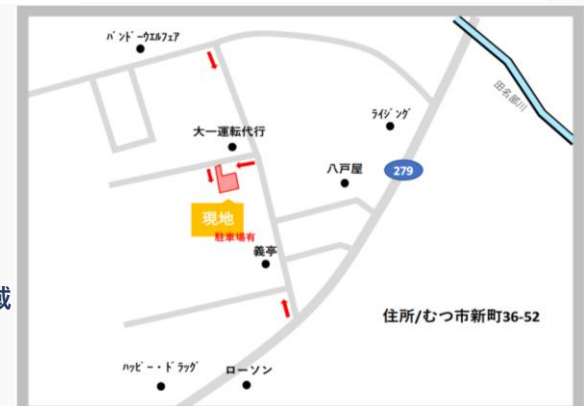 バンドーウエルフェア
田名部川
ライジング
大一運転代行
八戸屋
279
現地
駐車場有
義亭
域
住所/むつ市新町36-52
ハッピー・ドラッグ
ローソン